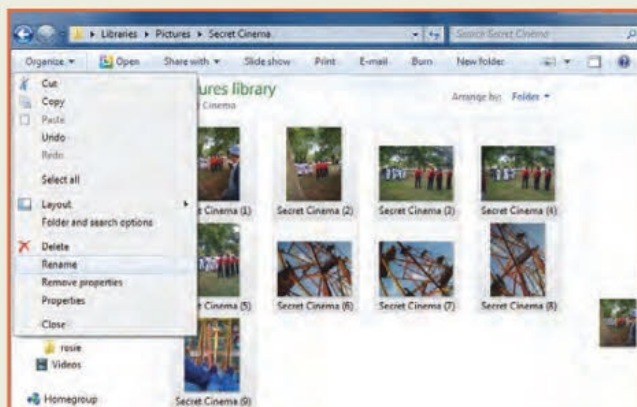 Libraries ▸ Pictures ▸ Secret Cinema
Search Secret Cinema
Organize Open Share with Slide show Print E-mail Burn New folder
Cut
Copy
Paste
Undo
Redo
Select all
Layout
Folder and search options
Delete
Rename
Remove properties
Properties
Close
ures library
Cinema
Arrange by: Folder
t Cinema (1) Secret Cinema (2) Secret Cinema (3) Secret Cinema (4)
t Cinema (5) Secret Cinema (6) Secret Cinema (7) Secret Cinema (8)
rosie
Videos
Homegroup
Secret Cinema (9)